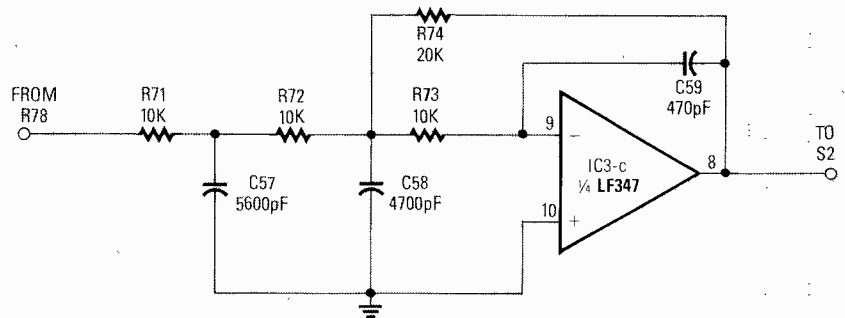 R74
20K
C59
470pF
FROM
R78
R71
10K
R72
10K
R73
10K
9
−
IC3-c
¼ LF347
8
TO
S2
C57
5600pF
C58
4700pF
10
+